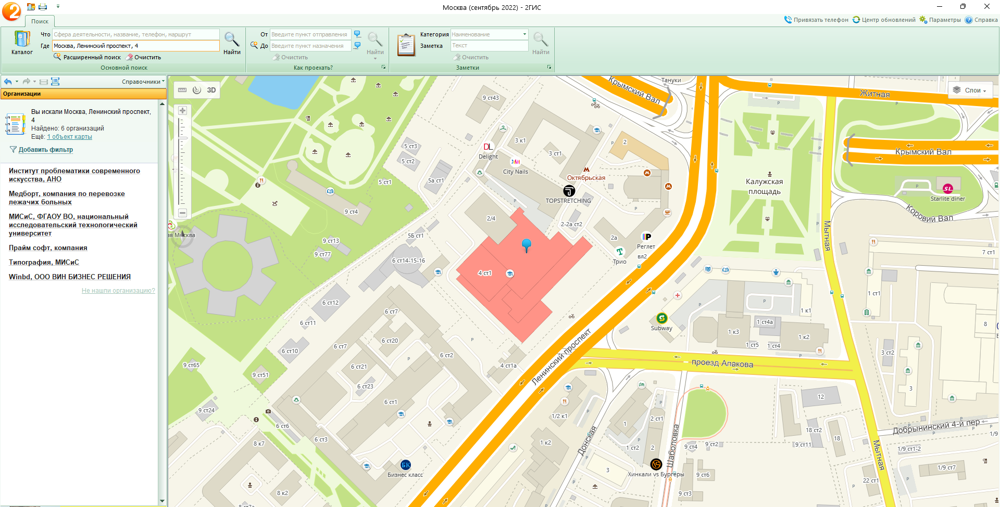 Москва (сентябрь 2022) - 2ГИС
Поиск
Привязать телефон
Центр обновлений
Параметры
Справка
Каталог
Что
Сфера деятельности, название, телефон, маршрут
Где
Москва, Ленинский проспект, 4
Расширенный поиск
Очистить
Найти
Основной поиск
От
Введите пункт отправления
До
Введите пункт назначения
Очистить
Найти
Как проехать?
Категория
Наименование
Заметка
Текст
Очистить
Найти
Заметки
Справочники
Организации
Вы искали Москва, Ленинский проспект,
4
Найдено: 6 организаций
Ещё: 1 объект карты
Добавить фильтр
Институт проблематики современного
искусства, АНО
Медборт, компания по перевозке
лежачих больных
МИСиС, ФГАОУ ВО, национальный
исследовательский технологический
университет
Прайм софт, компания
Типография, МИСиС
Winbd, ООО ВИН БИЗНЕС РЕШЕНИЯ
Не нашли организацию?
3D
Слои
Крымский Вал
Тануки
Житная
9 ст43
3 к1
2
3 ст1
5 ст3
5 ст2
DL
Delight
City Nails
5а ст1
5 ст1
Октябрьская
TOPSTRETCHING
Калужская
площадь
Крымский Вал
SL
Starlite diner
Коровий Вал
Мытная
9 ст4
2/4
2-2а ст2
2а
Реглет
вл2
Трио
ая Москва
9 ст13
9 ст77
5Б ст1
6 ст14-15-16
4 ст1
7 ст1
1 ст1
6 ст12
6 ст11
6 ст7
6 ст20
6 ст7
6 ст10
6 ст2
6 ст21
6 ст23
6 ст1
4 ст1а
9 ст65
9 ст51
9 ст24
Subway
1 к1
1 ст4а
1 к3
1 ст5
1 ст4
1 к2
8
3 ст2
3
Ленинский проспект
проезд Апакова
12
1/2 к1
1
2 ст1
1 ст2
2
1 к2
Донская
Шаболовка
9 ст4
9 ст2
9 ст11
18 ст2
18
Добрынинский 4-й пер
1/9
1/9 ст1-2
1/9 ст7
Мытная
22 ст1
6 ст6
6 ст3
8 к7
8 к2
8 ст7а
БК
Бизнес класс
3
Хинкали vs Бургеры
9 ст6
9 ст3